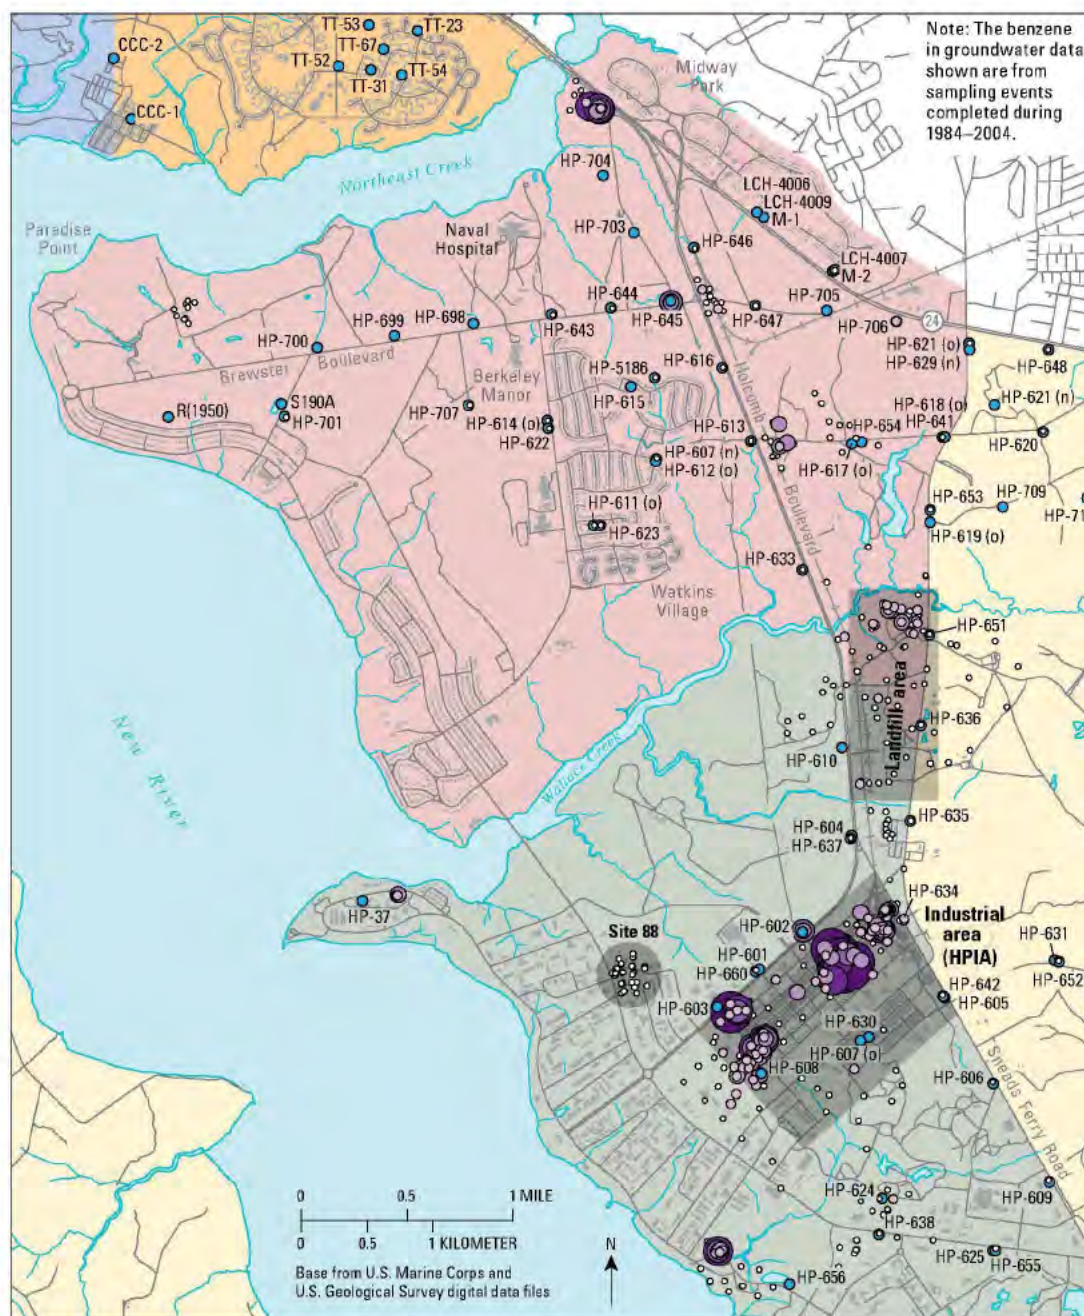 TT-53
TT-23
CCC-2
TT-67
TT-52
TT-54
TT-31
CCC-1
Note: The benzene
in groundwater data
shown are from
sampling events
completed during
1984–2004.
Midway
Park
Northeast Creek
HP-704
LCH-4006
LCH-4009
M-1
Paradise
Point
Naval
Hospital
HP-703
HP-646
LCH-4007
M-2
HP-644
HP-705
HP-645
HP-647
HP-643
HP-706
24
HP-698
HP-699
HP-700
Brewster Boulevard
HP-621 (o)
HP-629 (n)
HP-648
HP-616
HP-5186
HP-615
Berkeley
Manor
Holcomb Boulevard
S190A
R(1950)
HP-701
HP-707
HP-614 (o)
HP-622
HP-621 (n)
HP-618 (o)
HP-641
HP-613
HP-654
HP-620
HP-607 (n)
HP-612 (o)
HP-617 (o)
HP-611 (o)
HP-623
HP-653
HP-709
HP-71
HP-619 (o)
HP-633
Watkins
Village
HP-651
Landfill area
HP-636
HP-610
New River
Wallace Creek
HP-635
HP-604
HP-637
HP-634
HP-37
Site 88
HP-602
Industrial
area
(HPIA)
HP-631
HP-652
HP-601
HP-660
HP-642
HP-605
HP-603
HP-630
HP-607 (o)
HP-608
HP-606
Sneads Ferry Road
HP-624
HP-609
HP-638
HP-625
HP-655
HP-656
0 0.5 1 MILE
0 0.5 1 KILOMETER
N
Base from U.S. Marine Corps and
U.S. Geological Survey digital data files